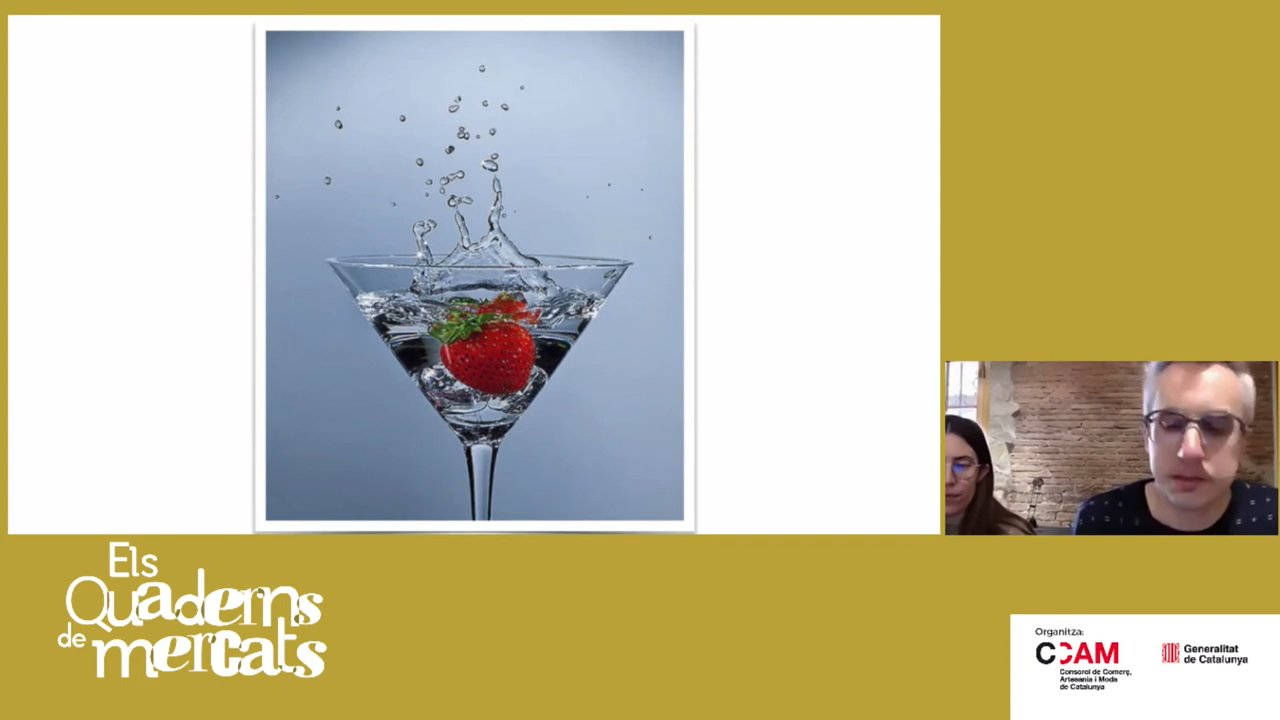 Els
Quaderns
de mercats
Organitza:
CCAM
Consorci de Comerç,
Artesania i Moda
de Catalunya
Generalitat
de Catalunya